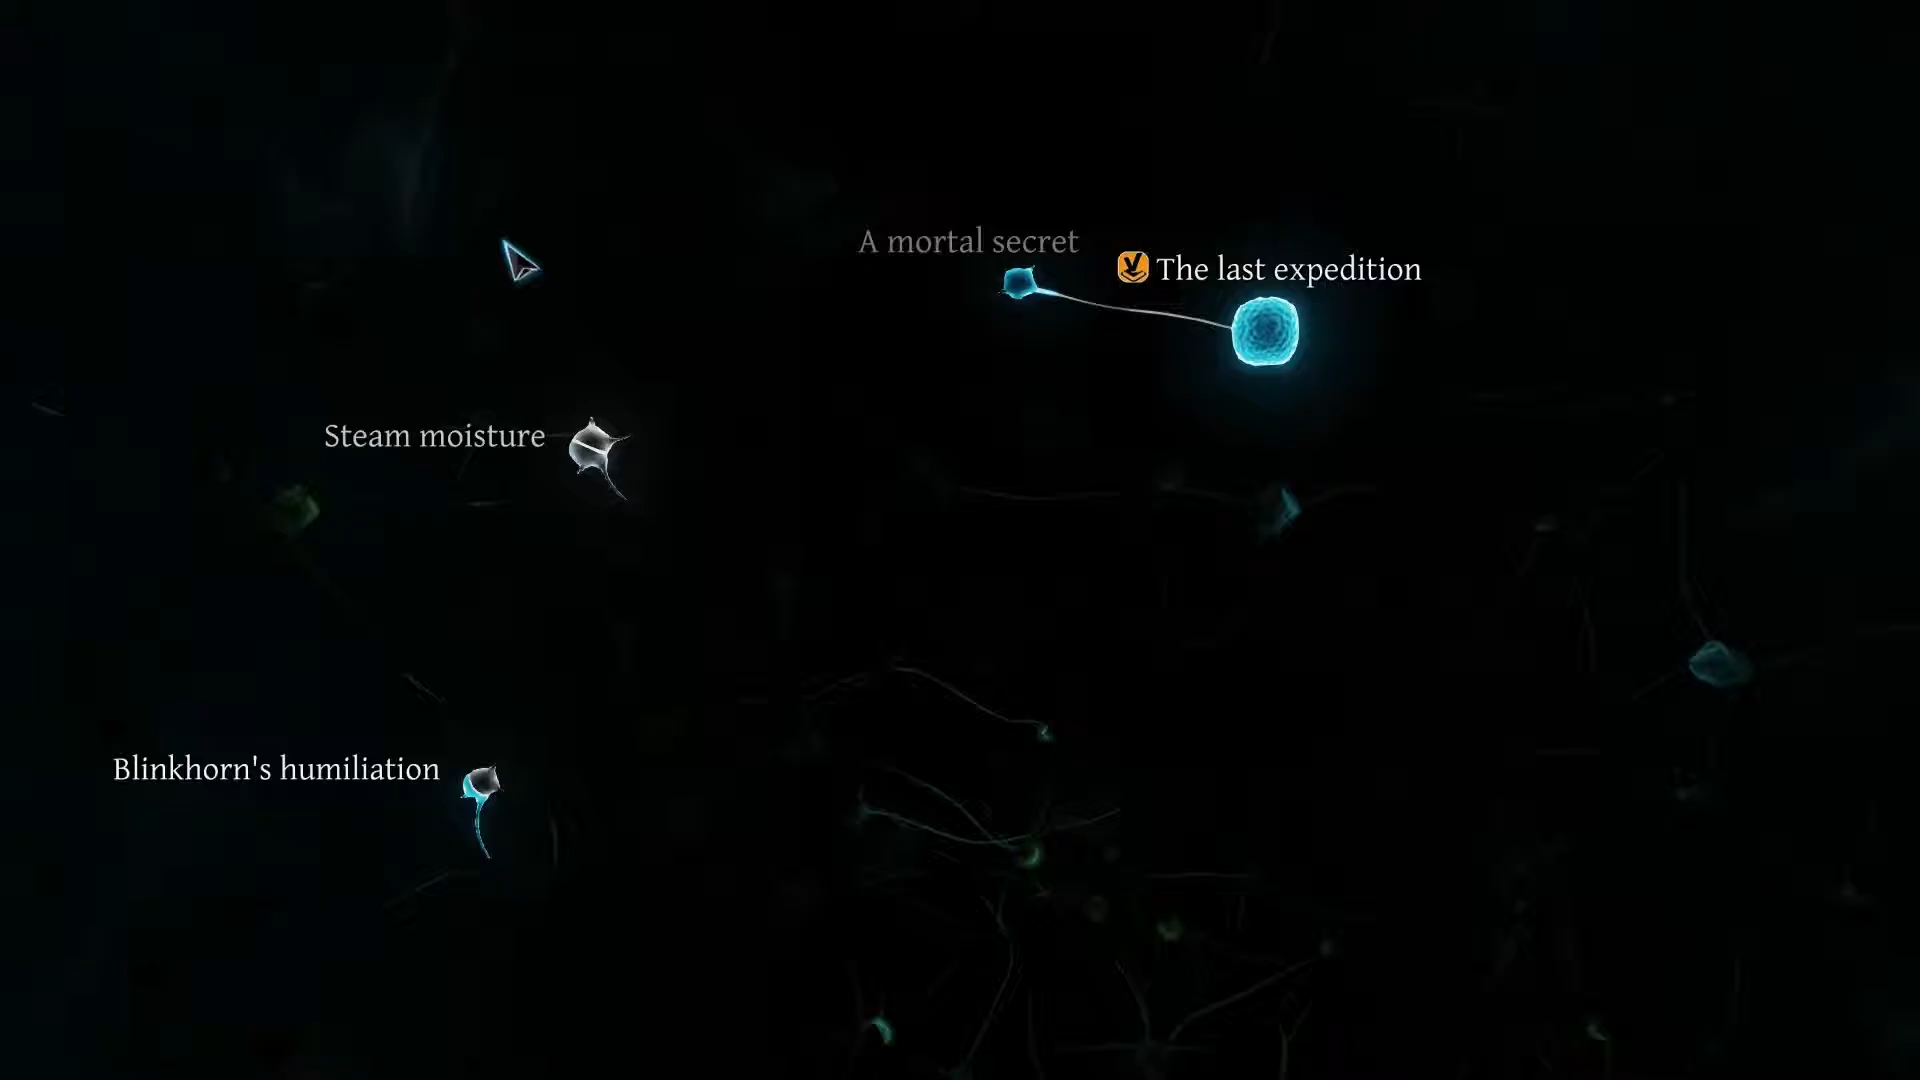 A mortal secret
The last expedition
Steam moisture
Blinkhorn's humiliation